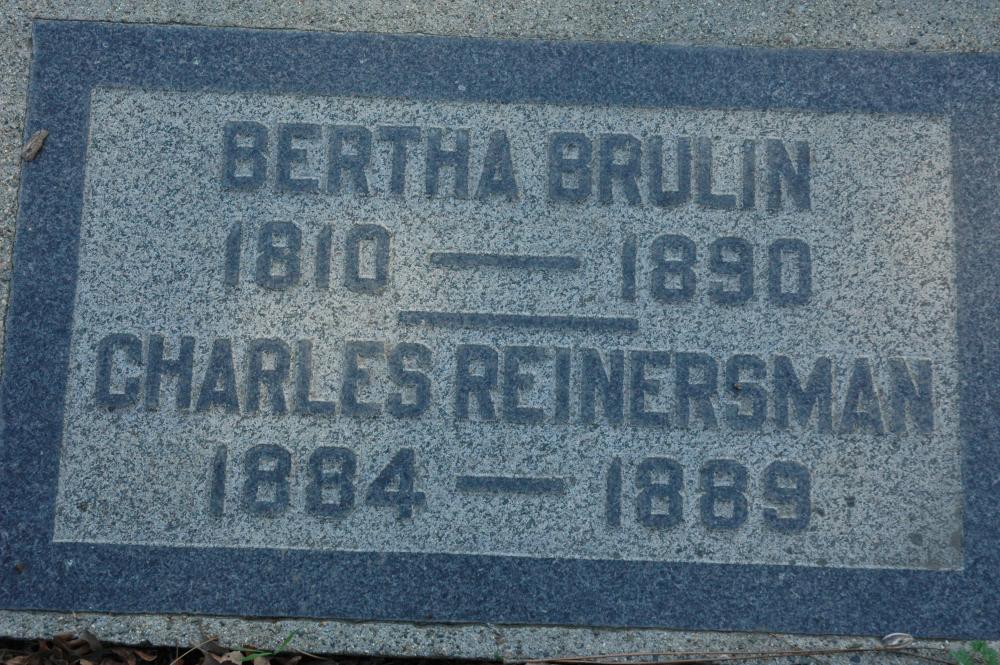 BERTHA BRULIN
1810 — 1890
CHARLES REINERSMAN
1884 — 1889